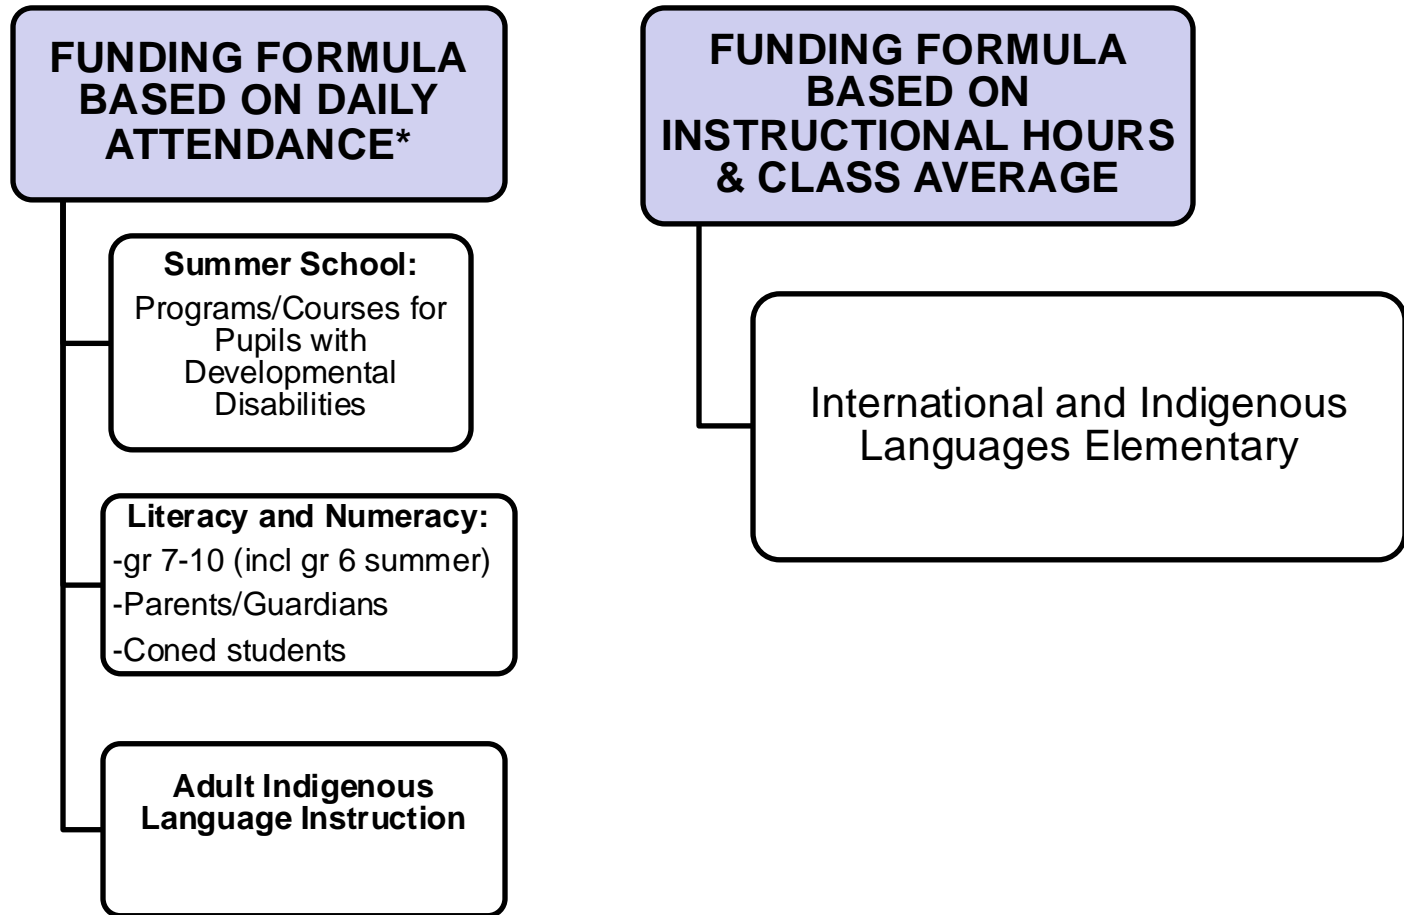 FUNDING FORMULA
BASED ON DAILY
ATTENDANCE*
Summer School:
Programs/Courses for
Pupils with
Developmental
Disabilities
Literacy and Numeracy:
-gr 7-10 (incl gr 6 summer)
-Parents/Guardians
-Coned students
Adult Indigenous
Language Instruction
FUNDING FORMULA
BASED ON
INSTRUCTIONAL HOURS
& CLASS AVERAGE
International and Indigenous
Languages Elementary